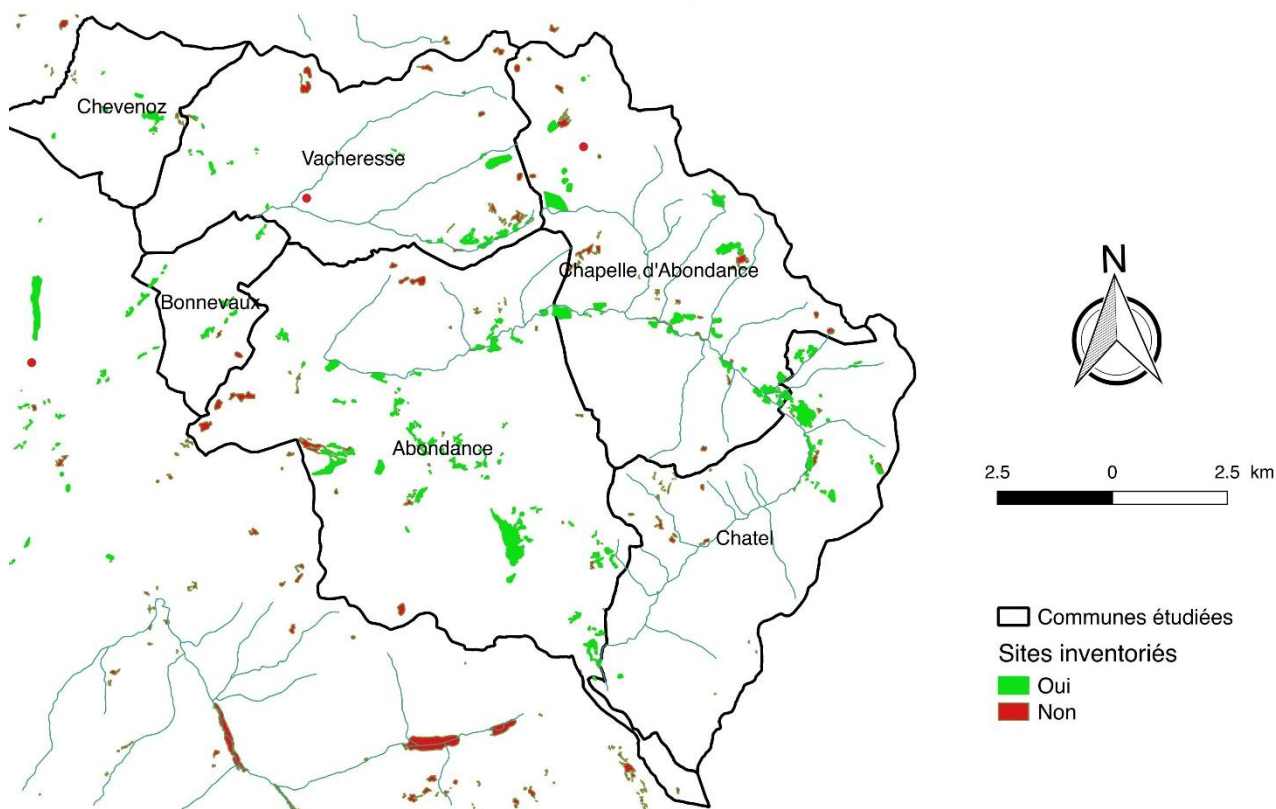 Chevenoz
Vacheresse
Chapelle d'Abondance
Bonnevaux
Abondance
Chatel
N
2.5 0 2.5 km
Communes étudiées
Sites inventoriés
Oui
Non